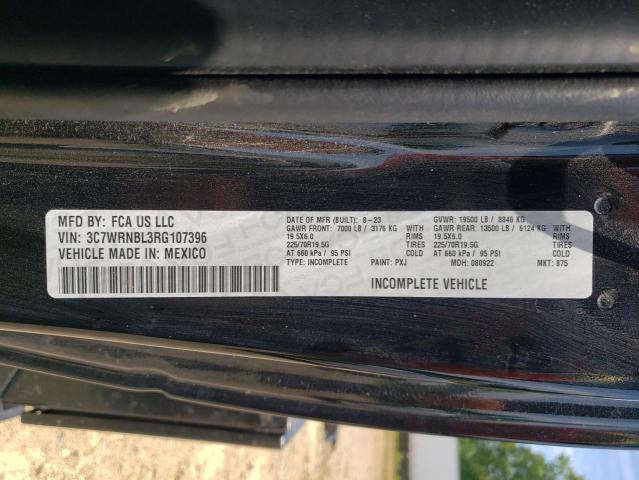 MFD BY: FCA US LLC
VIN: 3C7WRNBL3RG107396
VEHICLE MADE IN: MEXICO
DATE OF MFR (BUILT): 8-23 GVWR: 19500 LB / 8846 KG
GAWR FRONT: 7000 LB / 3176 KG WITH GAWR REAR: 13500 LB / 6124 KG WITH
19.5X6.0 RIMS 19.5X6.0 RIMS
225/70R19.5G TIRES 225/70R19.5G TIRES
AT 660 kPa / 95 PSI COLD AT 660 kPa / 95 PSI COLD
TYPE: INCOMPLETE PAINT: PXJ MDH: 080922 MKT: 875
INCOMPLETE VEHICLE